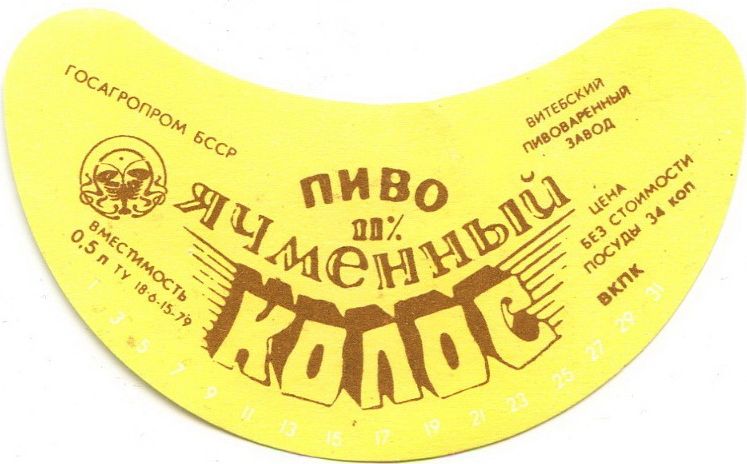 ГОСАГРОПРОМ БССР
ВМЕСТИМОСТЬ
0,5 л ТУ 18-6-15-79
ПИВО
11%
ЯЧМЕННЫЙ
КОЛОС
ВИТЕБСКИЙ
ПИВОВАРЕННЫЙ
ЗАВОД
ЦЕНА
БЕЗ СТОИМОСТИ
ПОСУДЫ 34 КОП
ВКПК
1 3 5 7 9 11 13 15 17 19 21 23 25 27 29 31